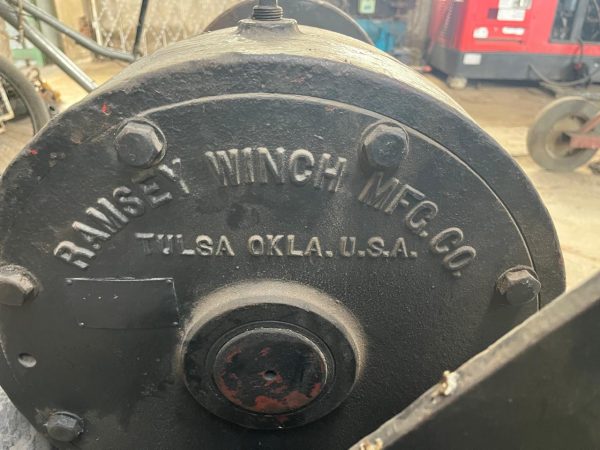 RAMSEY WINCH MFG. CO.
TULSA OKLA. U.S.A.